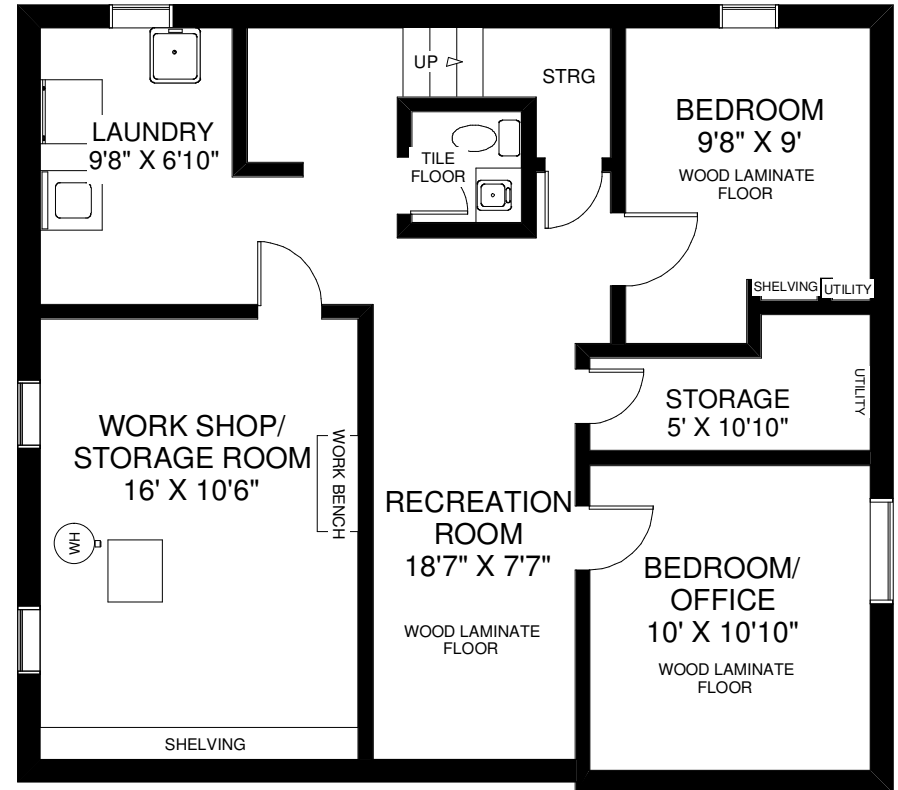 UP
STRG
LAUNDRY
9'8" X 6'10"
TILE
FLOOR
BEDROOM
9'8" X 9'
WOOD LAMINATE
FLOOR
SHELVING
UTILITY
STORAGE
5' X 10'10"
UTILITY
WORK SHOP/
STORAGE ROOM
16' X 10'6"
WORK BENCH
HW
RECREATION
ROOM
18'7" X 7'7"
WOOD LAMINATE
FLOOR
BEDROOM/
OFFICE
10' X 10'10"
WOOD LAMINATE
FLOOR
SHELVING